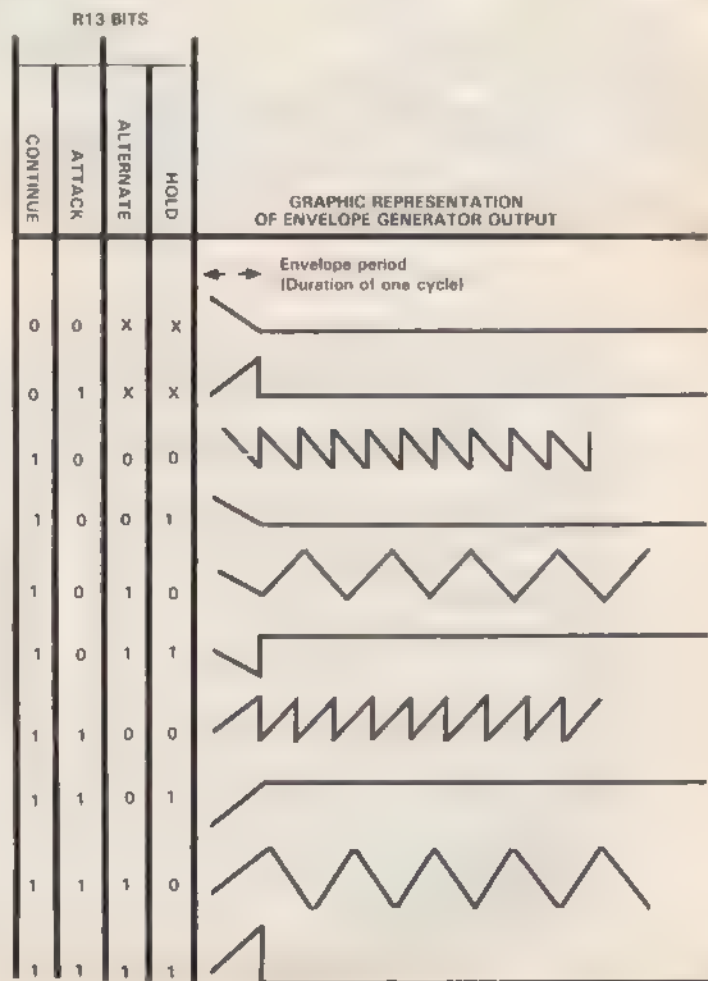 R13 BITS
CONTINUE ATTACK ALTERNATE HOLD
GRAPHIC REPRESENTATION
OF ENVELOPE GENERATOR OUTPUT
Envelope period
(Duration of one cycle)
0 0 X X
0 1 X X
1 0 0 0
1 0 0 1
1 0 1 0
1 0 1 1
1 1 0 0
1 1 0 1
1 1 1 0
1 1 1 1